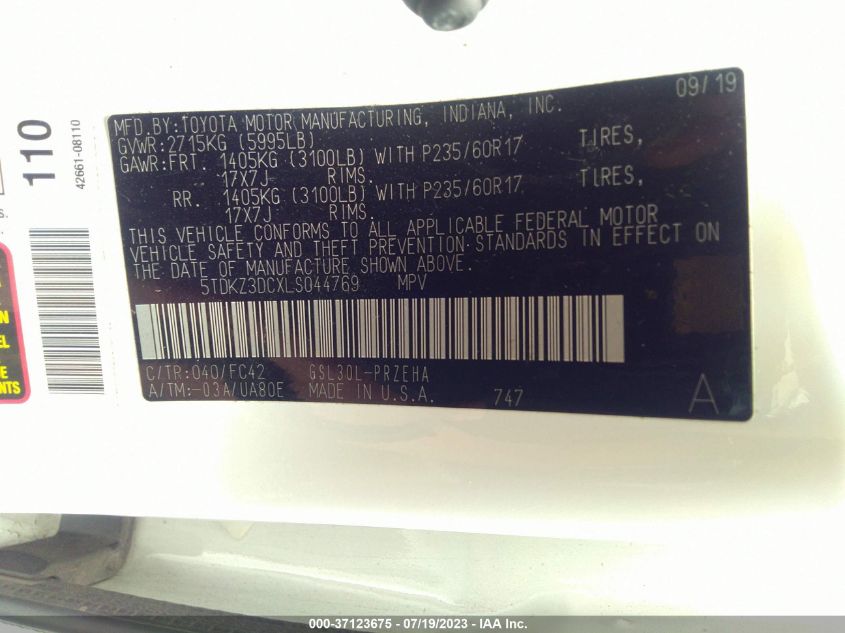 09/19
MFD.BY:TOYOTA MOTOR MANUFACTURING, INDIANA, INC.
GVWR:2715KG (5995LB)
GAWR:FRT. 1405KG (3100LB) WITH P235/60R17 TIRES,
17X7J RIMS.
RR. 1405KG (3100LB) WITH P235/60R17 TIRES,
17X7J RIMS.
THIS VEHICLE CONFORMS TO ALL APPLICABLE FEDERAL MOTOR
VEHICLE SAFETY AND THEFT PREVENTION STANDARDS IN EFFECT ON
THE DATE OF MANUFACTURE SHOWN ABOVE.
5TDKZ3DCXLS044769 MPV
C/TR:040/FC42 GSL30L-PRZEHA
A/TM:-03A/UA80E MADE IN U.S.A. 747 A
110
42661-08110
000-37123675 / 07/19/2023 - IAA Inc.